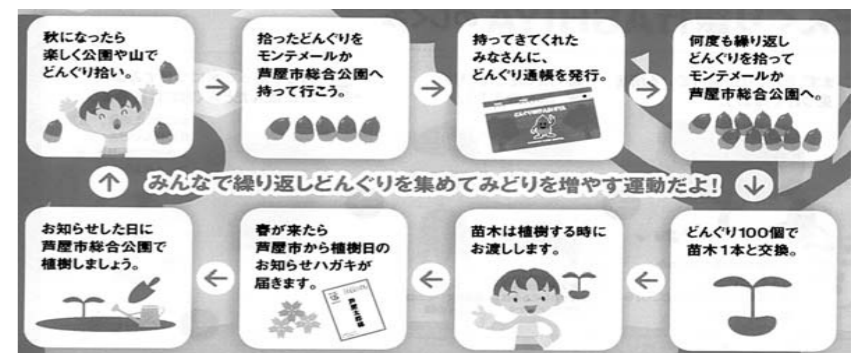 秋になったら
楽しく公園や山で
どんぐり拾い。
拾ったどんぐりを
モンテメールか
芦屋市総合公園へ
持って行こう。
持ってきてくれた
みなさんに、
どんぐり通帳を発行。
何度も繰り返し
どんぐりを拾って
モンテメールか
芦屋市総合公園へ。
みんなで繰り返しどんぐりを集めてみどりを増やす運動だよ!
どんぐり100個で
苗木1本と交換。
苗木は植樹する時に
お渡しします。
春が来たら
芦屋市から植樹日の
お知らせハガキが
届きます。
お知らせした日に
芦屋市総合公園で
植樹しましょう。